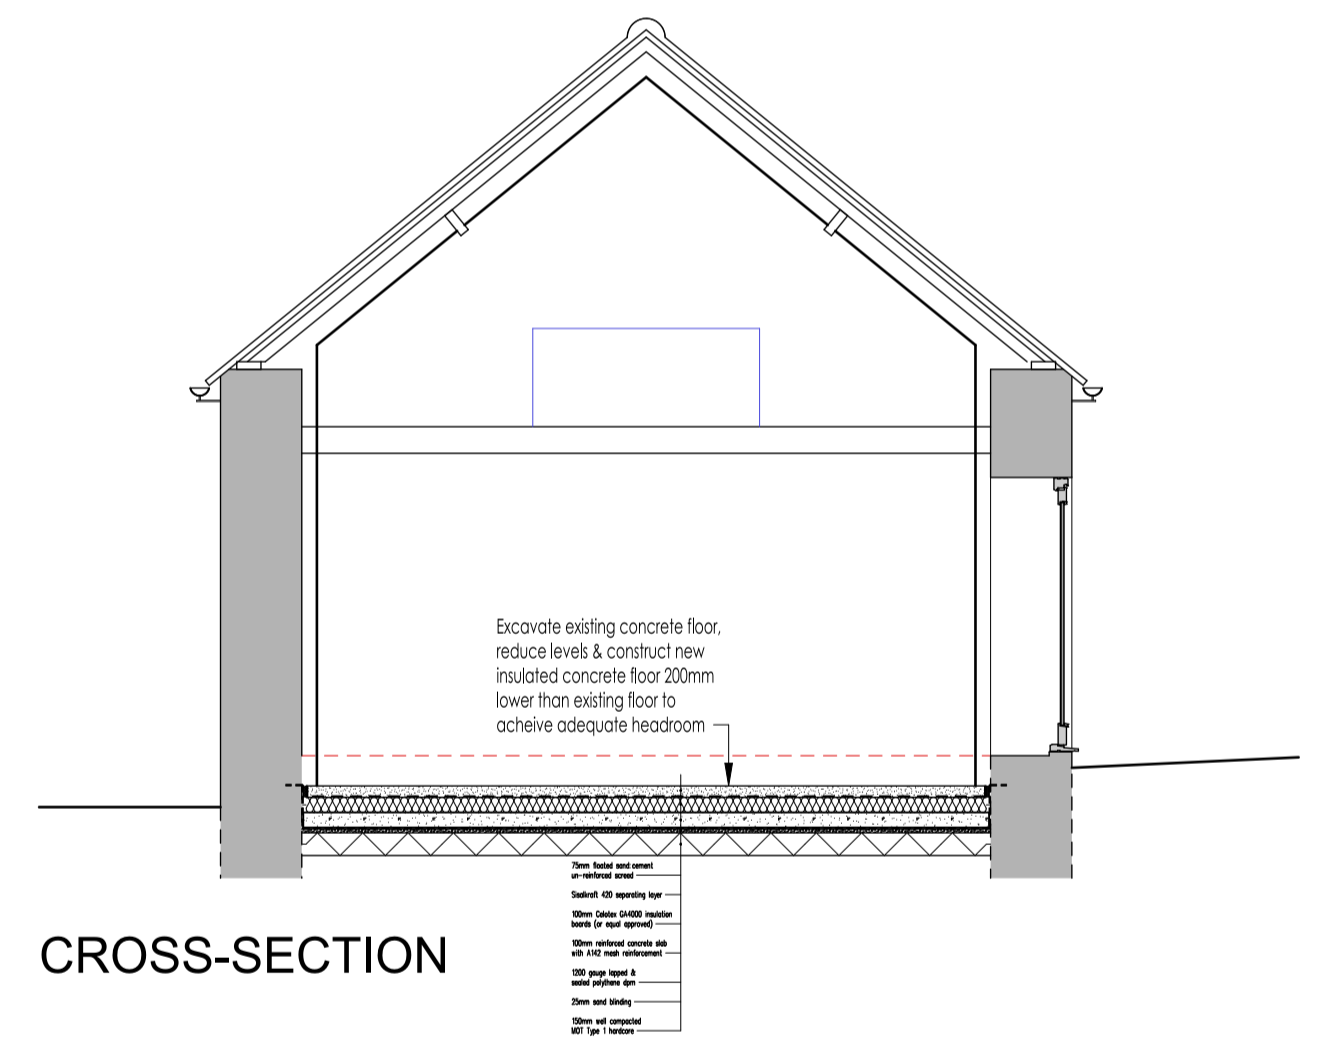 Excavate existing concrete floor,
reduce levels & construct new
insulated concrete floor 200mm
lower than existing floor to
acheive adequate headroom
75mm floated sand:cement
un-reinforced screed
Sisalkraft 420 separating layer
100mm Celotex GA4000 insulation
boards (or equal approved)
100mm reinforced concrete slab
with A142 mesh reinforcement
1200 gauge lapped &
sealed polythene dpm
25mm sand blinding
150mm well compacted
MOT Type 1 hardcore
CROSS-SECTION